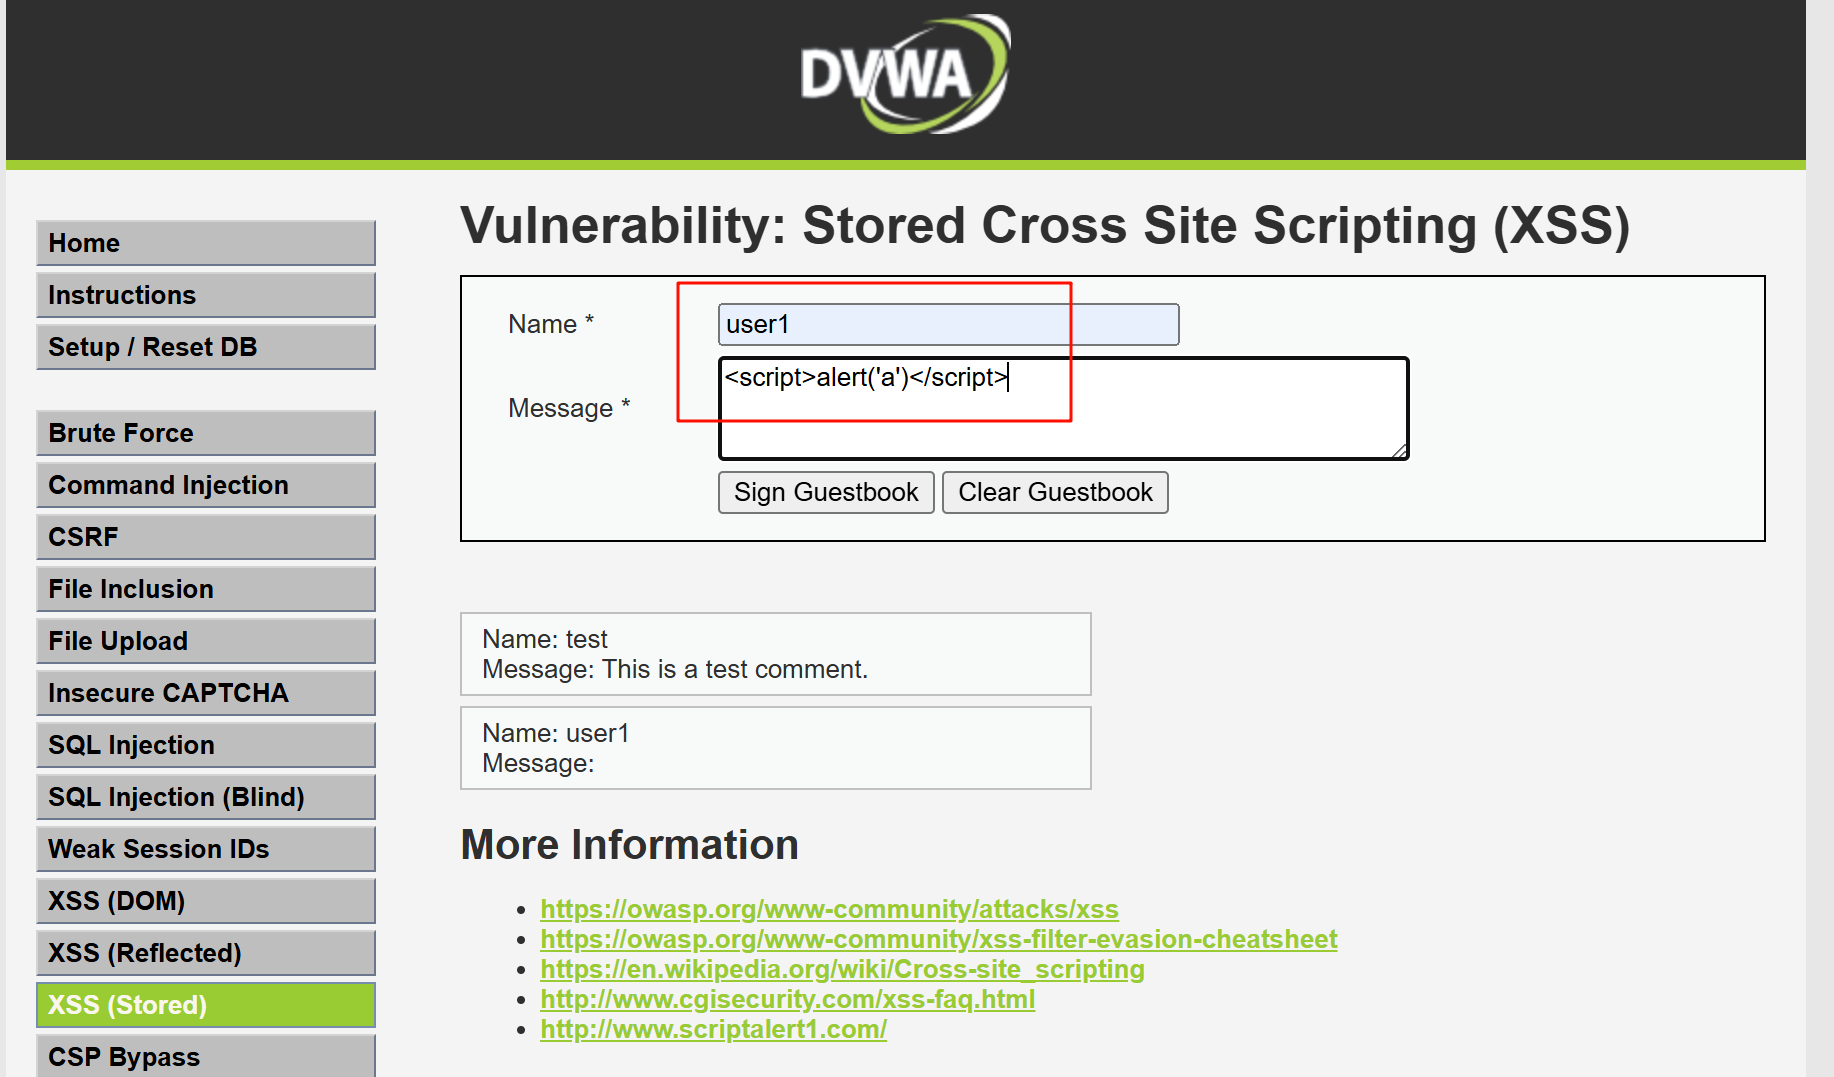 DVWA
Home
Instructions
Setup / Reset DB
Brute Force
Command Injection
CSRF
File Inclusion
File Upload
Insecure CAPTCHA
SQL Injection
SQL Injection (Blind)
Weak Session IDs
XSS (DOM)
XSS (Reflected)
XSS (Stored)
CSP Bypass
Vulnerability: Stored Cross Site Scripting (XSS)
Name * user1
Message * <script>alert('a')</script>
Sign Guestbook Clear Guestbook
Name: test
Message: This is a test comment.
Name: user1
Message:
More Information
• https://owasp.org/www-community/attacks/xss
• https://owasp.org/www-community/xss-filter-evasion-cheatsheet
• https://en.wikipedia.org/wiki/Cross-site_scripting
• http://www.cgisecurity.com/xss-faq.html
• http://www.scriptalert1.com/